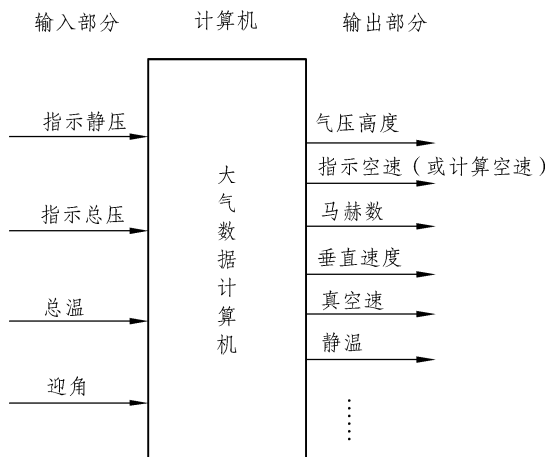 输入部分
计算机
输出部分
指示静压
指示总压
总温
迎角
大气数据计算机
气压高度
指示空速(或计算空速)
马赫数
垂直速度
真空速
静温